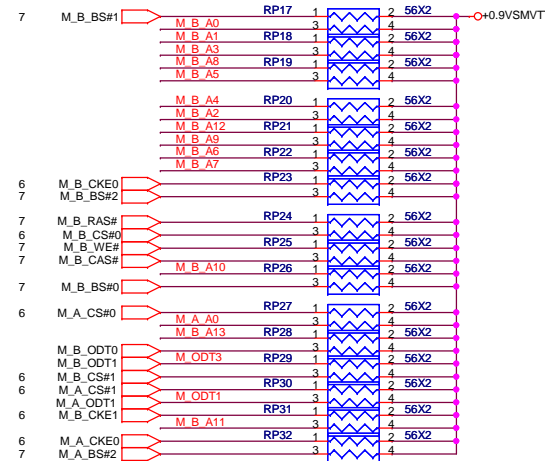 7 M_B_BS#1 RP17 1 2 56X2 +0.9VSMVT
M_B_A0 3 4
M_B_A1 RP18 1 2 56X2
M_B_A3 3 4
M_B_A8 RP19 1 2 56X2
M_B_A5 3 4
M_B_A4 RP20 1 2 56X2
M_B_A2 3 4
M_B_A12 RP21 1 2 56X2
M_B_A9 3 4
M_B_A6 RP22 1 2 56X2
M_B_A7 3 4
6 M_B_CKE0 RP23 1 2 56X2
7 M_B_BS#2 3 4
7 M_B_RAS# RP24 1 2 56X2
6 M_B_CS#0 3 4
7 M_B_WE# RP25 1 2 56X2
7 M_B_CAS# 3 4
M_B_A10 RP26 1 2 56X2
7 M_B_BS#0 3 4
6 M_A_CS#0 RP27 1 2 56X2
M_A_A0 3 4
M_B_A13 RP28 1 2 56X2
M_B_ODT0 3 4
M_B_ODT1 M_ODT3 RP29 1 2 56X2
6 M_B_CS#1 3 4
6 M_A_CS#1 RP30 1 2 56X2
M_A_ODT1 M_ODT1 3 4
6 M_B_CKE1 RP31 1 2 56X2
M_B_A11 3 4
6 M_A_CKE0 RP32 1 2 56X2
7 M_A_BS#2 3 4